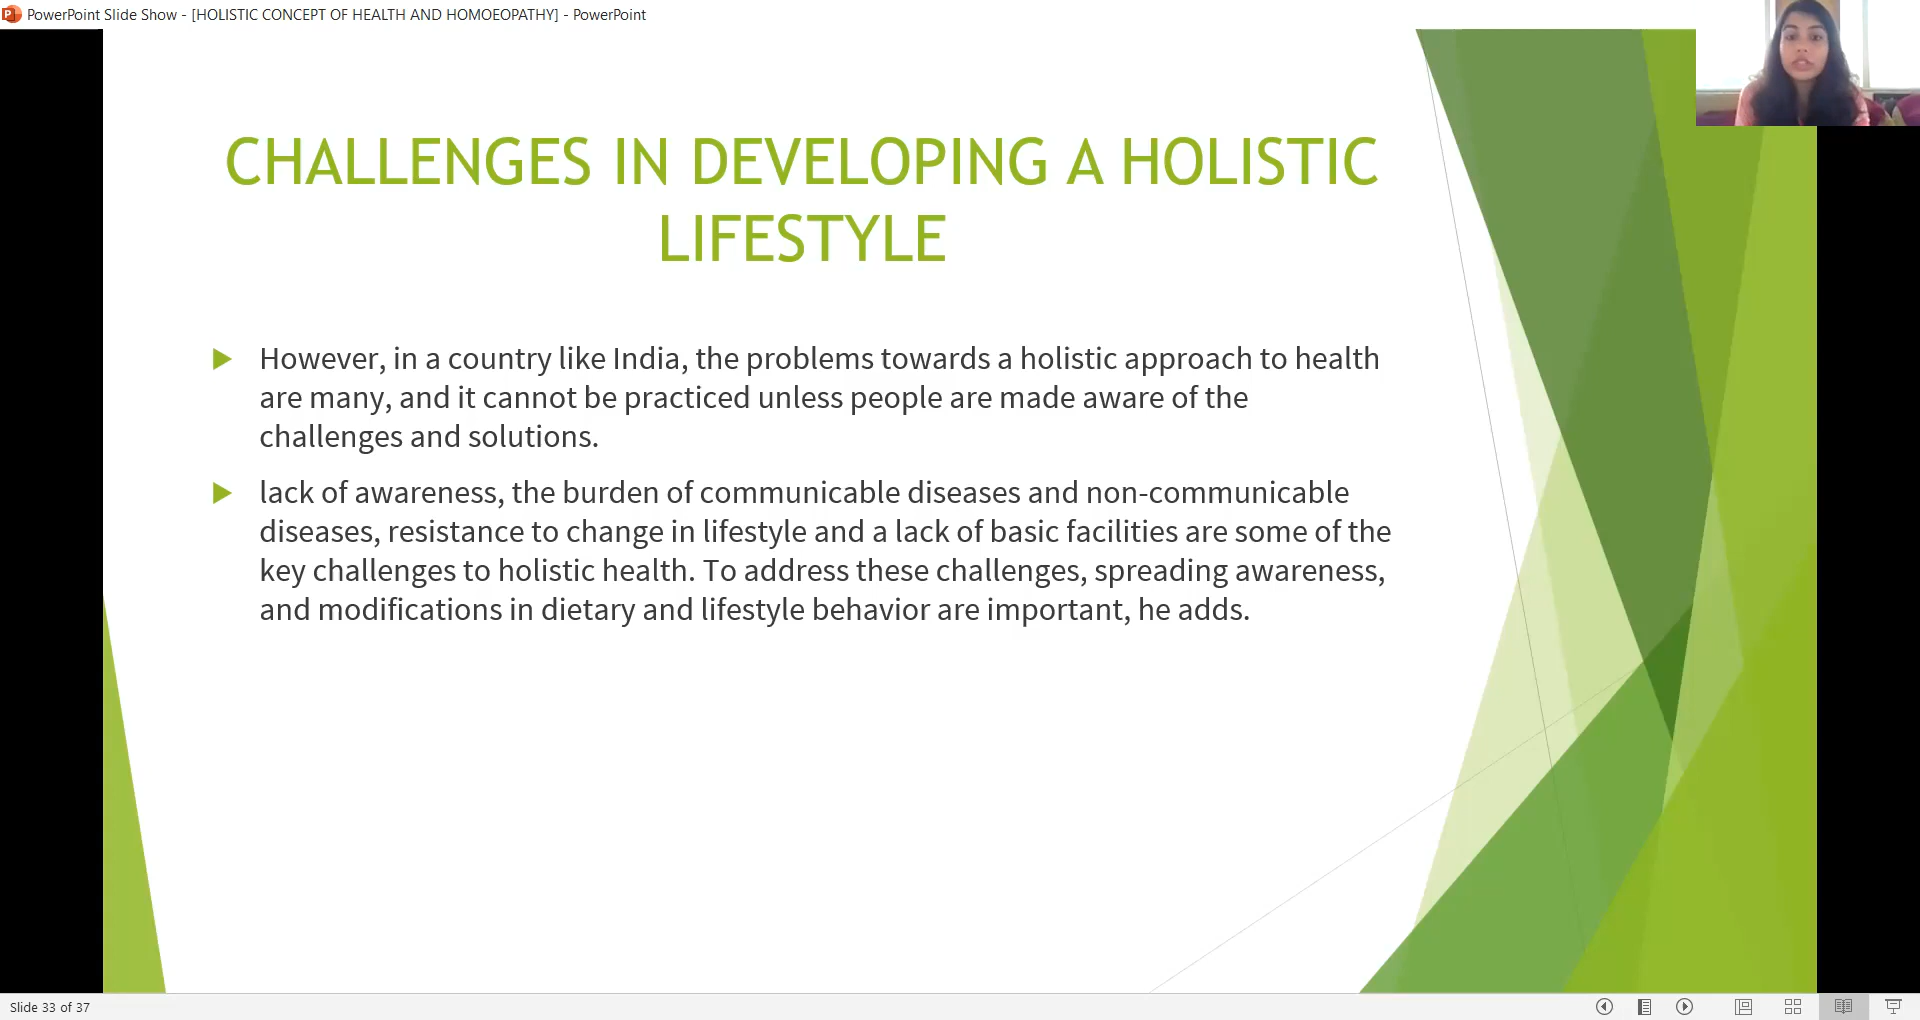 PowerPoint Slide Show - [HOLISTIC CONCEPT OF HEALTH AND HOMOEOPATHY] - PowerPoint
CHALLENGES IN DEVELOPING A HOLISTIC
LIFESTYLE
However, in a country like India, the problems towards a holistic approach to health
are many, and it cannot be practiced unless people are made aware of the
challenges and solutions.
lack of awareness, the burden of communicable diseases and non-communicable
diseases, resistance to change in lifestyle and a lack of basic facilities are some of the
key challenges to holistic health. To address these challenges, spreading awareness,
and modifications in dietary and lifestyle behavior are important, he adds.
Slide 33 of 37